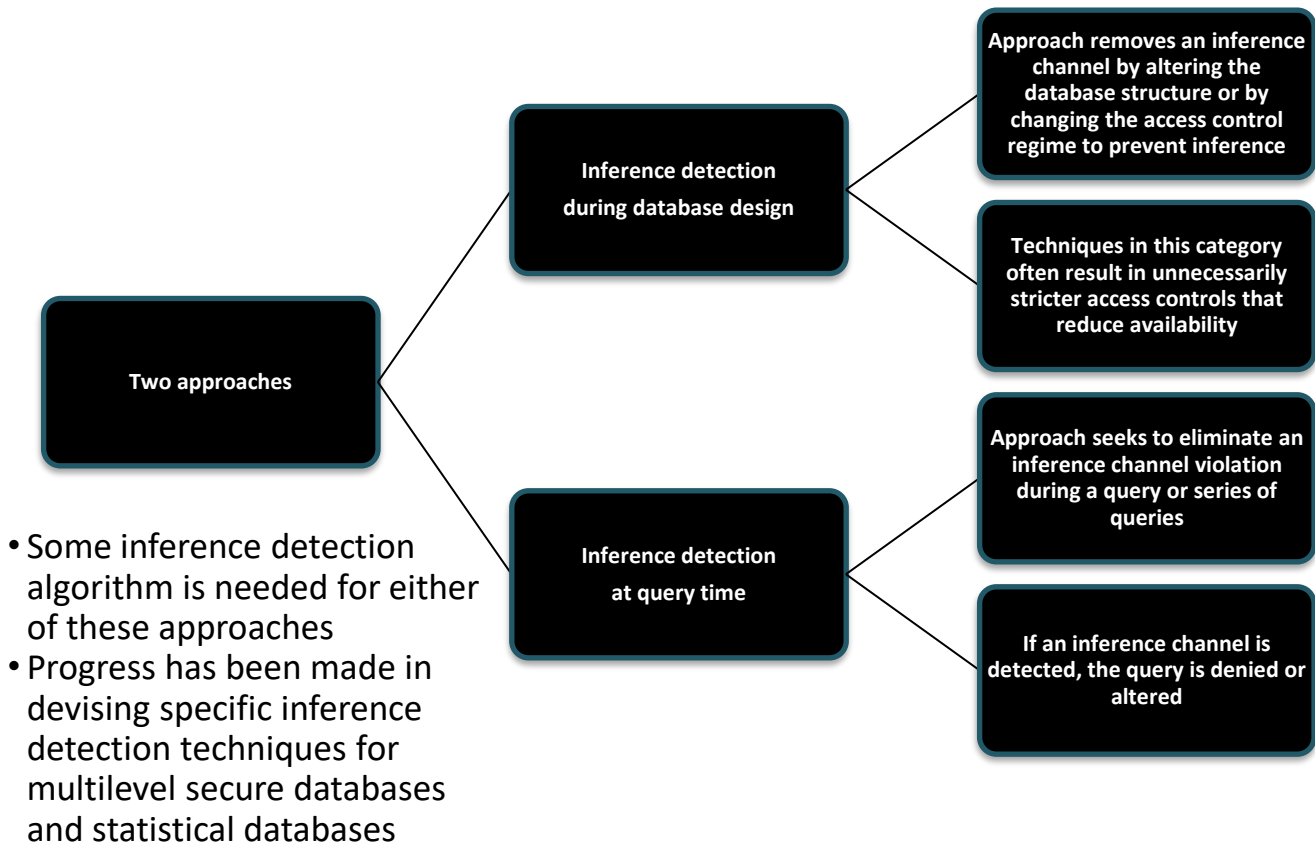 Two approaches
Inference detection
during database design
Approach removes an inference
channel by altering the
database structure or by
changing the access control
regime to prevent inference
Techniques in this category
often result in unnecessarily
stricter access controls that
reduce availability
Inference detection
at query time
Approach seeks to eliminate an
inference channel violation
during a query or series of
queries
If an inference channel is
detected, the query is denied or
altered
• Some inference detection
algorithm is needed for either
of these approaches
• Progress has been made in
devising specific inference
detection techniques for
multilevel secure databases
and statistical databases